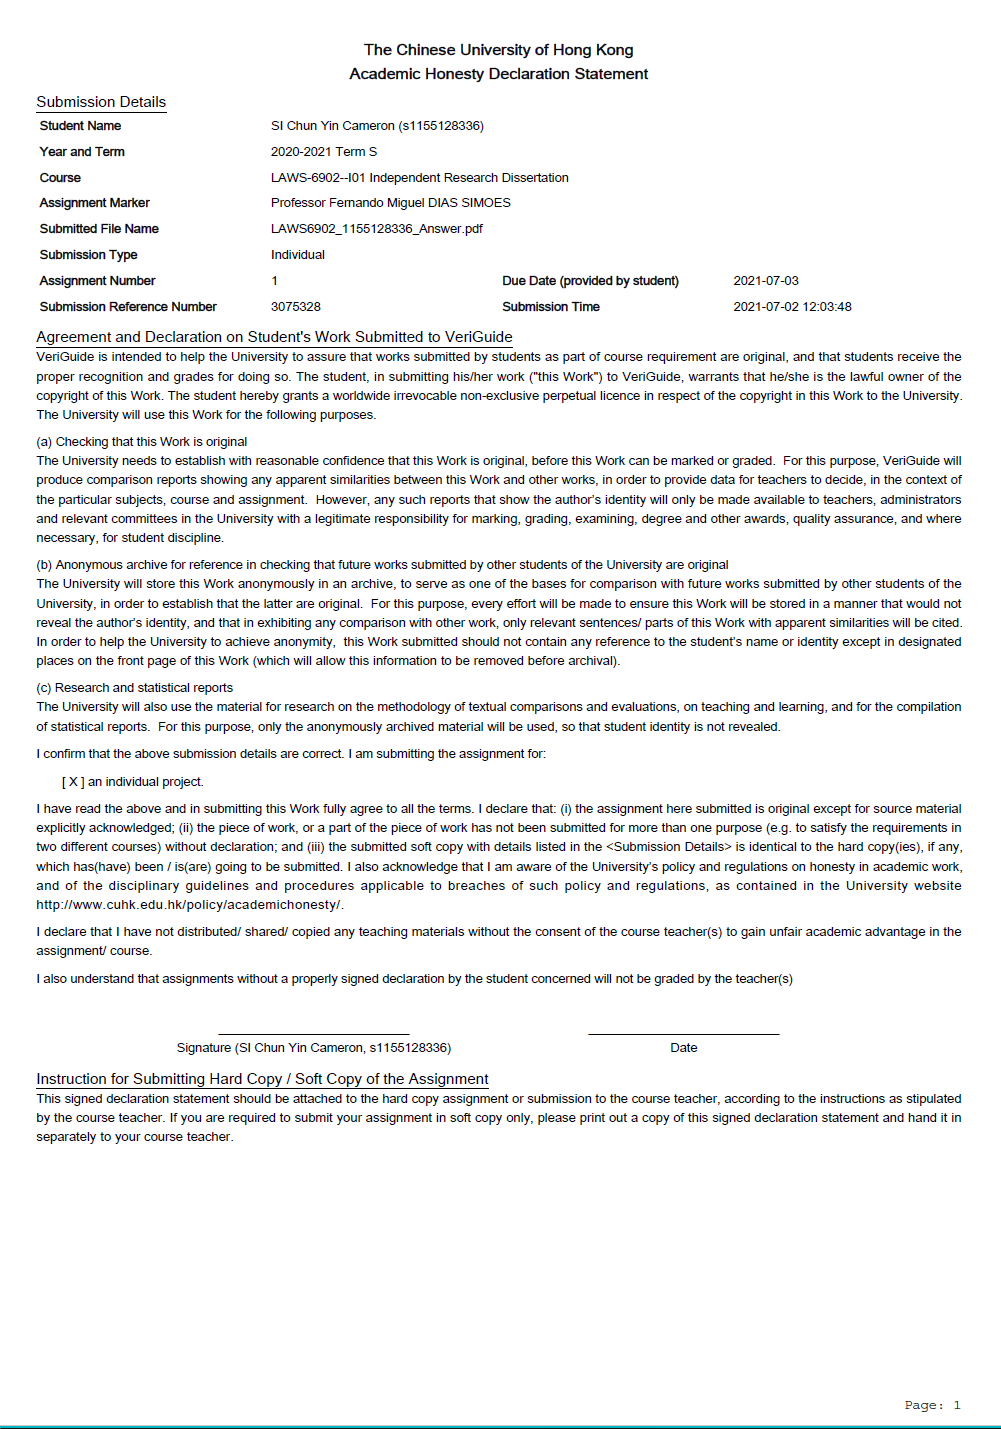 The Chinese University of Hong Kong
Academic Honesty Declaration Statement
Submission Details
Student Name SI Chun Yin Cameron (s1155128336)
Year and Term 2020-2021 Term S
Course LAWS-6902--I01 Independent Research Dissertation
Assignment Marker Professor Fernando Miguel DIAS SIMOES
Submitted File Name LAWS6902_1155128336_Answer.pdf
Submission Type Individual
Assignment Number 1 Due Date (provided by student) 2021-07-03
Submission Reference Number 3075328 Submission Time 2021-07-02 12:03:48
Agreement and Declaration on Student's Work Submitted to VeriGuide
VeriGuide is intended to help the University to assure that works submitted by students as part of course requirement are original, and that students receive the
proper recognition and grades for doing so. The student, in submitting his/her work ("this Work") to VeriGuide, warrants that he/she is the lawful owner of the
copyright of this Work. The student hereby grants a worldwide irrevocable non-exclusive perpetual licence in respect of the copyright in this Work to the University.
The University will use this Work for the following purposes.
(a) Checking that this Work is original
The University needs to establish with reasonable confidence that this Work is original, before this Work can be marked or graded. For this purpose, VeriGuide will
produce comparison reports showing any apparent similarities between this Work and other works, in order to provide data for teachers to decide, in the context of
the particular subjects, course and assignment. However, any such reports that show the author's identity will only be made available to teachers, administrators
and relevant committees in the University with a legitimate responsibility for marking, grading, examining, degree and other awards, quality assurance, and where
necessary, for student discipline.
(b) Anonymous archive for reference in checking that future works submitted by other students of the University are original
The University will store this Work anonymously in an archive, to serve as one of the bases for comparison with future works submitted by other students of the
University, in order to establish that the latter are original. For this purpose, every effort will be made to ensure this Work will be stored in a manner that would not
reveal the author's identity, and that in exhibiting any comparison with other work, only relevant sentences/ parts of this Work with apparent similarities will be cited.
In order to help the University to achieve anonymity, this Work submitted should not contain any reference to the student's name or identity except in designated
places on the front page of this Work (which will allow this information to be removed before archival).
(c) Research and statistical reports
The University will also use the material for research on the methodology of textual comparisons and evaluations, on teaching and learning, and for the compilation
of statistical reports. For this purpose, only the anonymously archived material will be used, so that student identity is not revealed.
I confirm that the above submission details are correct. I am submitting the assignment for:
[ X ] an individual project.
I have read the above and in submitting this Work fully agree to all the terms. I declare that: (i) the assignment here submitted is original except for source material
explicitly acknowledged; (ii) the piece of work, or a part of the piece of work has not been submitted for more than one purpose (e.g. to satisfy the requirements in
two different courses) without declaration; and (iii) the submitted soft copy with details listed in the <Submission Details> is identical to the hard copy(ies), if any,
which has(have) been / is(are) going to be submitted. I also acknowledge that I am aware of the University's policy and regulations on honesty in academic work,
and of the disciplinary guidelines and procedures applicable to breaches of such policy and regulations, as contained in the University website
http://www.cuhk.edu.hk/policy/academichonesty/.
I declare that I have not distributed/ shared/ copied any teaching materials without the consent of the course teacher(s) to gain unfair academic advantage in the
assignment/ course.
I also understand that assignments without a properly signed declaration by the student concerned will not be graded by the teacher(s)
Signature (SI Chun Yin Cameron, s1155128336) Date
Instruction for Submitting Hard Copy / Soft Copy of the Assignment
This signed declaration statement should be attached to the hard copy assignment or submission to the course teacher, according to the instructions as stipulated
by the course teacher. If you are required to submit your assignment in soft copy only, please print out a copy of this signed declaration statement and hand it in
separately to your course teacher.
Page: 1